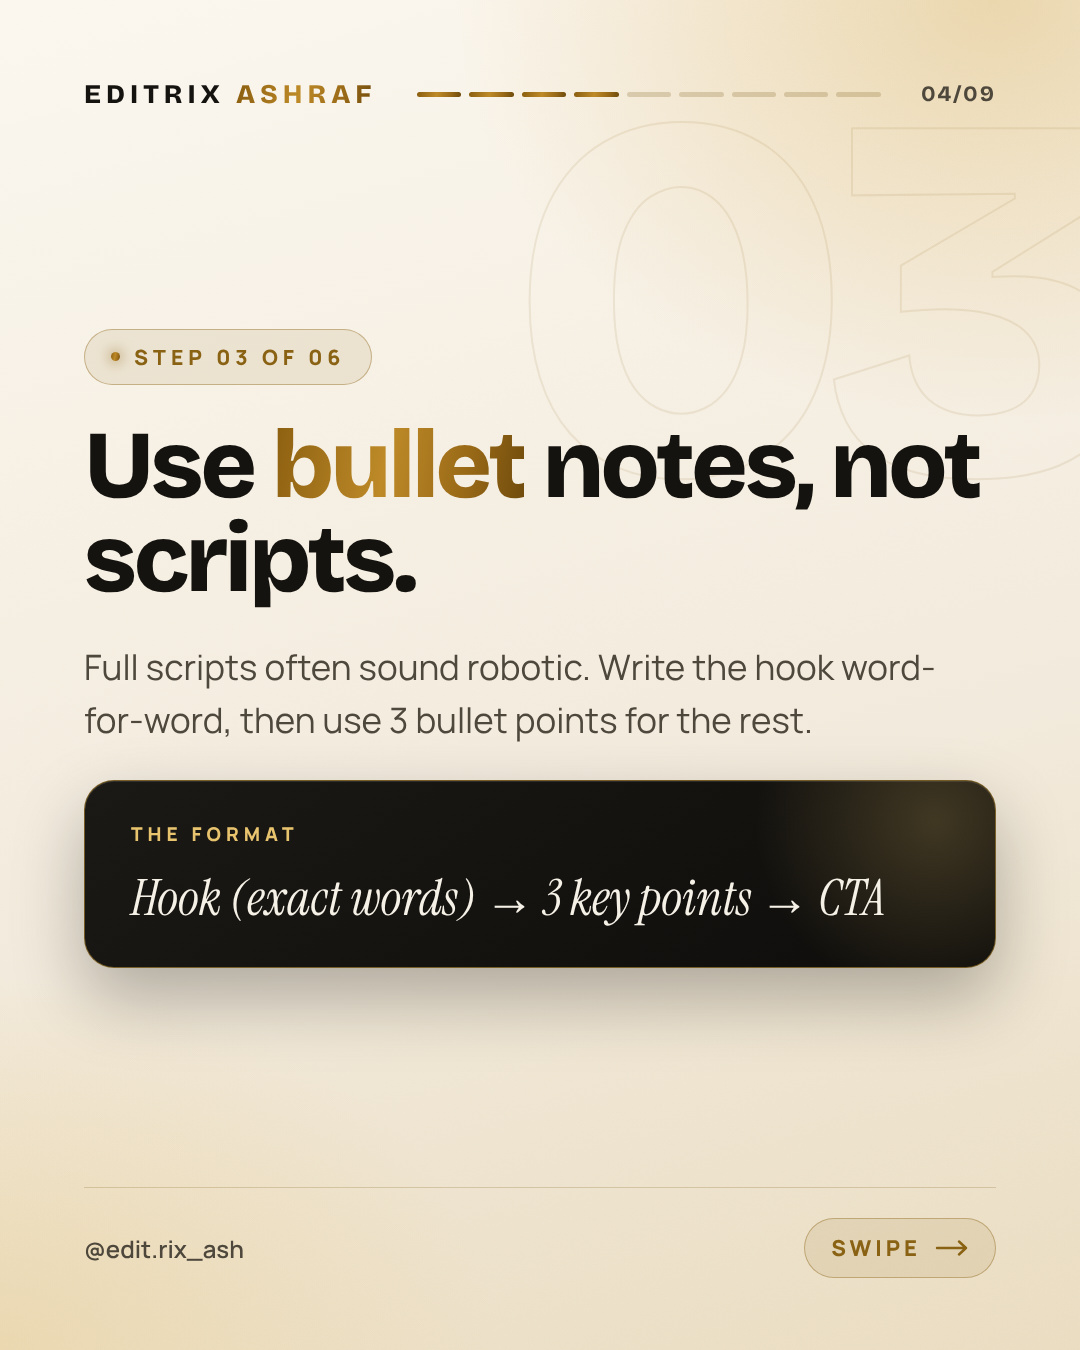 EDITRIX ASHRAF
04/09
03
STEP 03 OF 06
Use bullet notes, not
scripts.
Full scripts often sound robotic. Write the hook word-
for-word, then use 3 bullet points for the rest.
THE FORMAT
Hook (exact words) → 3 key points → CTA
@edit.rix_ash
SWIPE →